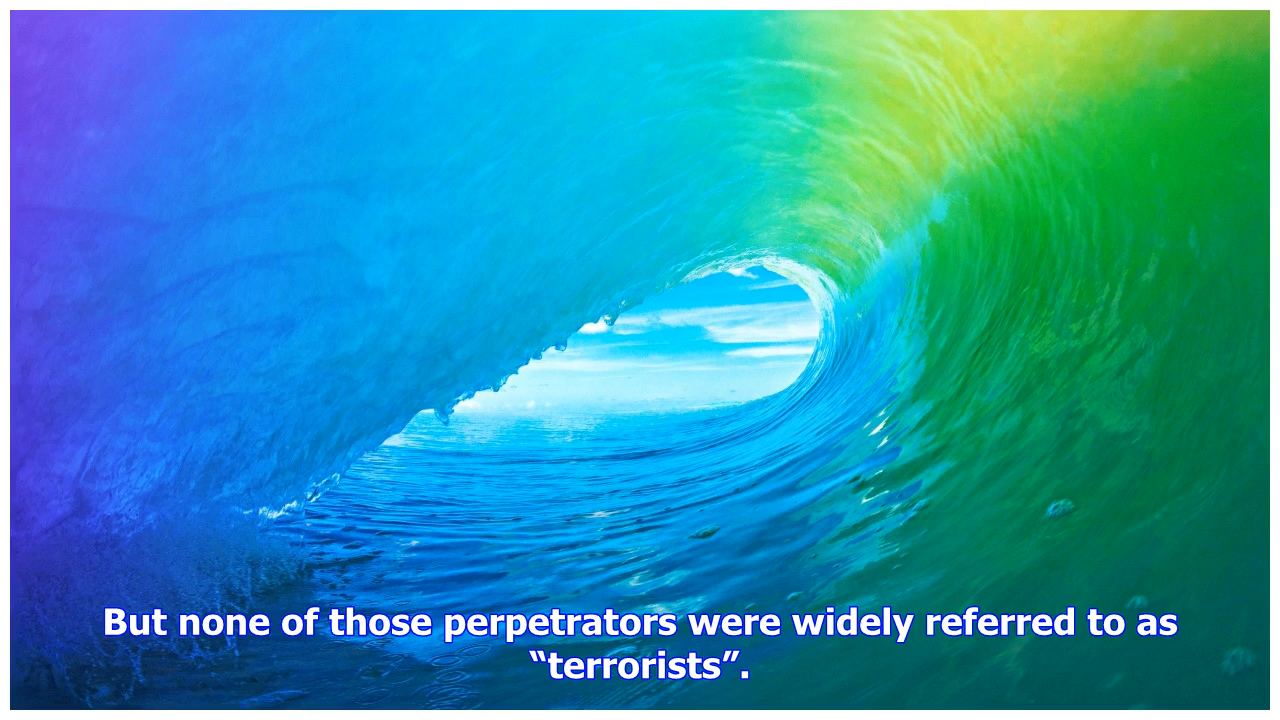 But none of those perpetrators were widely referred to as
“terrorists”.